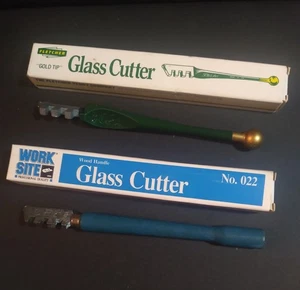 FLETCHER
"GOLD TIP"
Glass Cutter
WORK
SITE
Wood Handle
Glass Cutter
No. 022